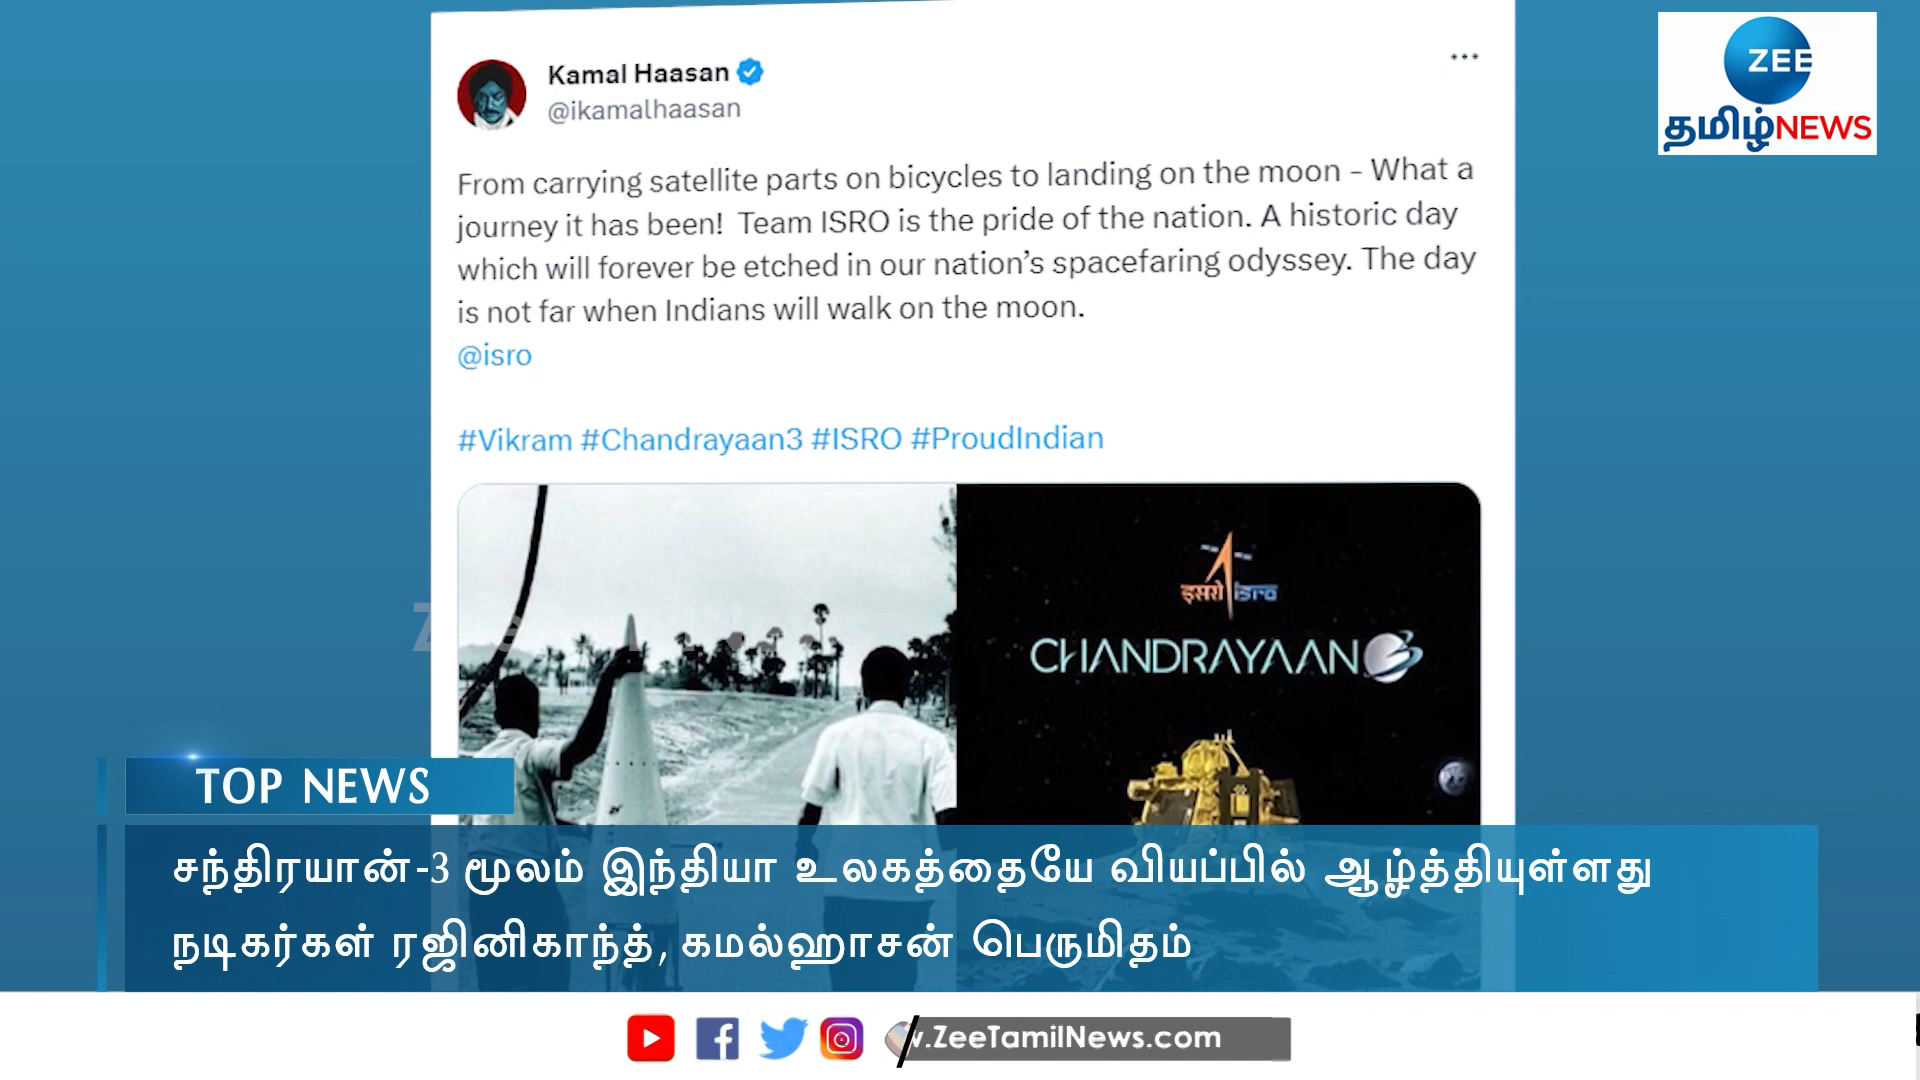 Kamal Haasan
@ikamalhaasan
From carrying satellite parts on bicycles to landing on the moon – What a
journey it has been!  Team ISRO is the pride of the nation. A historic day
which will forever be etched in our nation’s spacefaring odyssey. The day
is not far when Indians will walk on the moon.
@isro
#Vikram #Chandrayaan3 #ISRO #ProudIndian
ZEE
தமிழ்NEWS
इसरो isro
CHANDRAYAAN 3
TOP NEWS
சந்திரயான்-3 மூலம் இந்தியா உலகத்தையே வியப்பில் ஆழ்த்தியுள்ளது
நடிகர்கள் ரஜினிகாந்த், கமல்ஹாசன் பெருமிதம்
.ZeeTamilNews.com